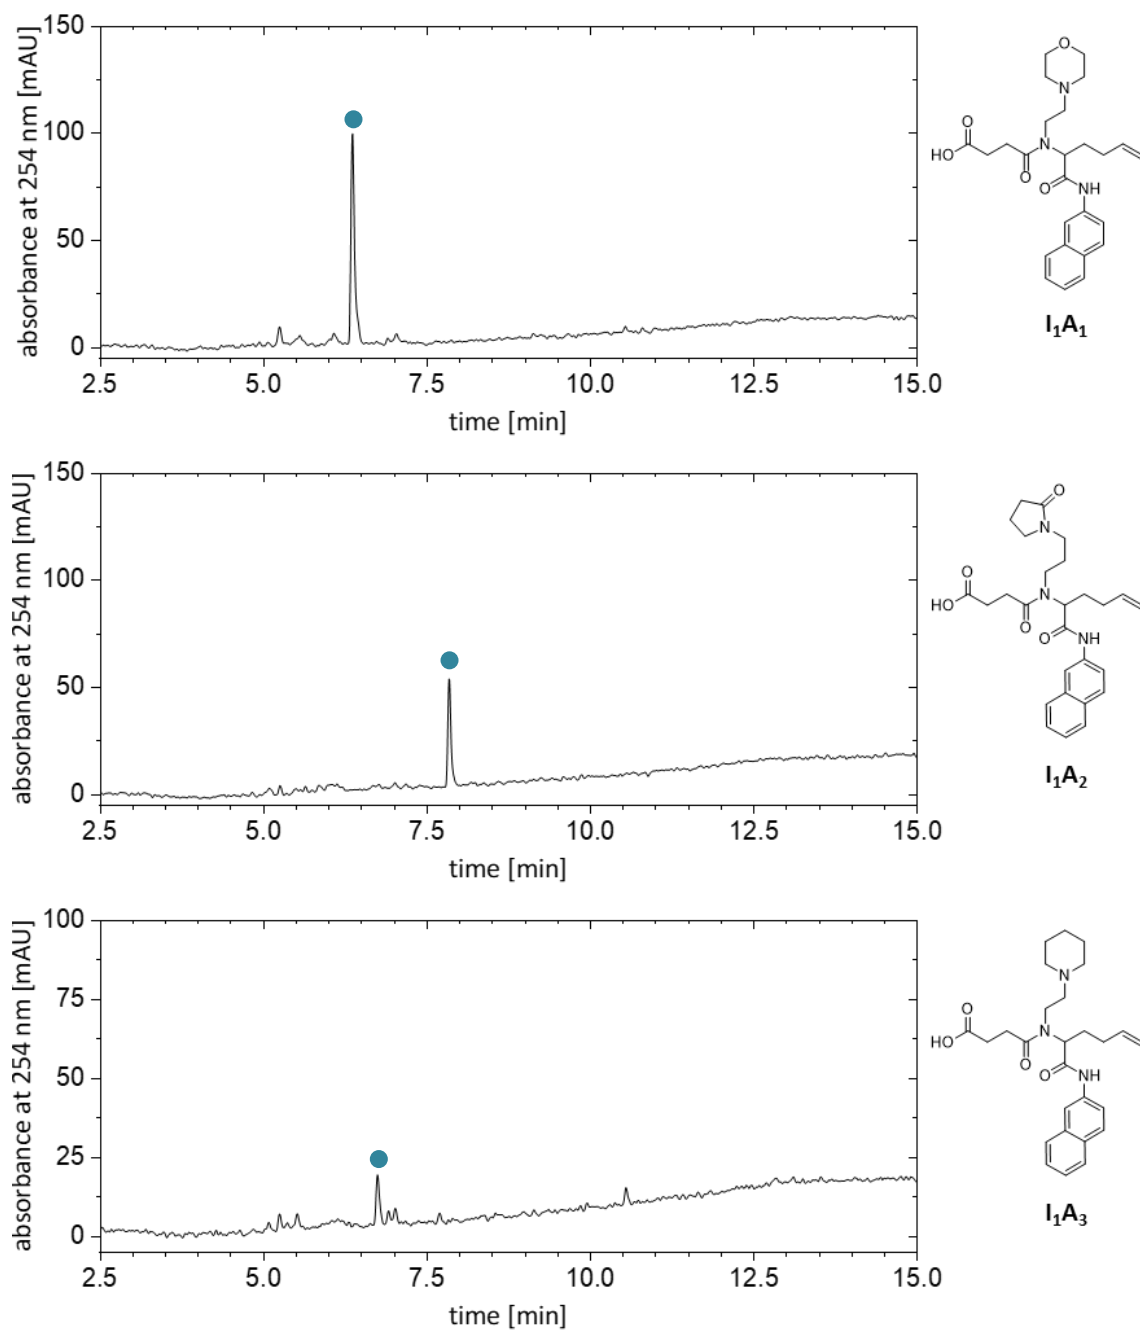 absorbance at 254 nm [mAU]
150
100
50
0
2.5 5.0 7.5 10.0 12.5 15.0
time [min]
O
N
O
HO
N
O
O
NH
I₁A₁
absorbance at 254 nm [mAU]
150
100
50
0
2.5 5.0 7.5 10.0 12.5 15.0
time [min]
O
N
O
HO
N
O
O
NH
I₁A₂
absorbance at 254 nm [mAU]
100
75
50
25
0
2.5 5.0 7.5 10.0 12.5 15.0
time [min]
N
O
HO
N
O
O
NH
I₁A₃